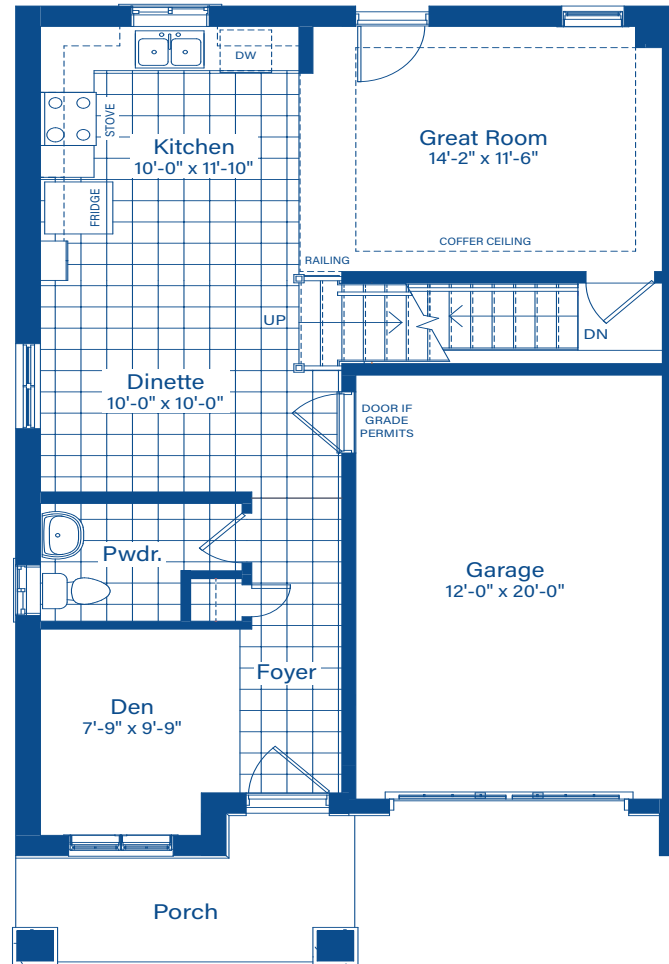 DW
STOVE
Kitchen
10'-0" x 11'-10"
Great Room
14'-2" x 11'-6"
FRIDGE
COFFER CEILING
RAILING
UP
DN
Dinette
10'-0" x 10'-0"
DOOR IF
GRADE
PERMITS
Pwdr.
Garage
12'-0" x 20'-0"
Foyer
Den
7'-9" x 9'-9"
Porch